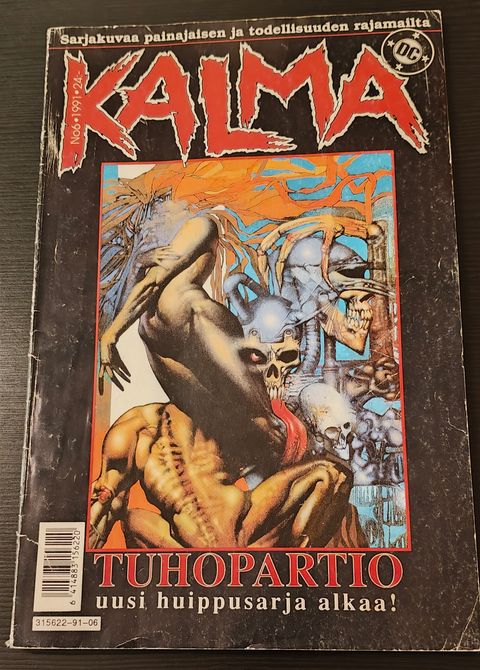 Sarjakuvaa painajaisen ja todellisuuden rajamailta
DC
KALMA
No6•1991•24:-
TUHOPARTIO
uusi huippusarja alkaa!
6 414883 156220
315622-91-06